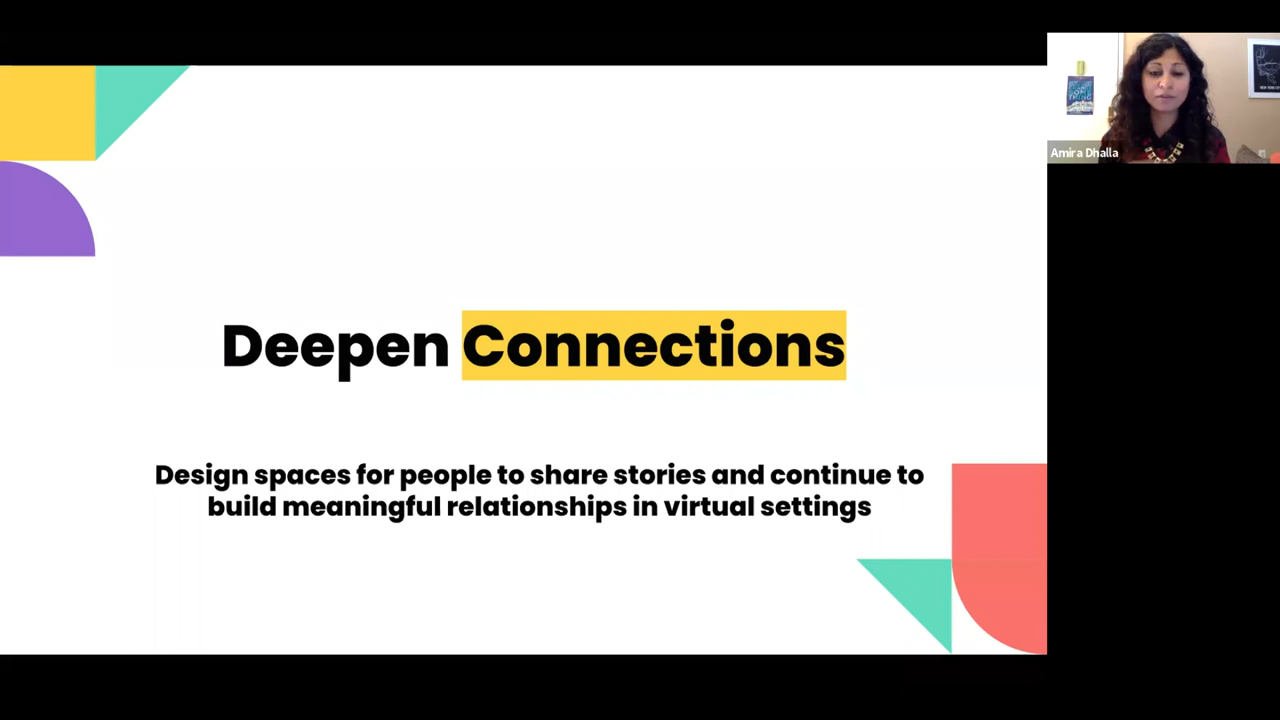 Deepen Connections
Design spaces for people to share stories and continue to
build meaningful relationships in virtual settings
Amira Dhalla